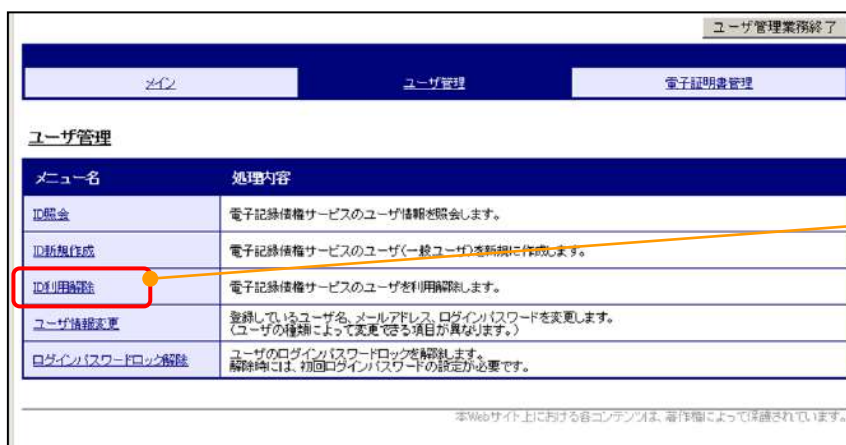 ユーザ管理業務終了
メイン
ユーザ管理
電子証明書管理
ユーザ管理
メニュー名 処理内容
ID照会 電子記録債権サービスのユーザ情報を照会します。
ID新規作成 電子記録債権サービスのユーザ(一般ユーザ)を新規に作成します。
ID利用解除 電子記録債権サービスのユーザを利用解除します。
ユーザ情報変更 登録しているユーザ名、メールアドレス、ログインパスワードを変更します。
(ユーザの種類によって変更できる項目が異なります。)
ログインパスワードロック解除 ユーザのログインパスワードロックを解除します。
解除時には、初回ログインパスワードの設定が必要です。
本Webサイト上における各コンテンツは、著作権によって保護されています。